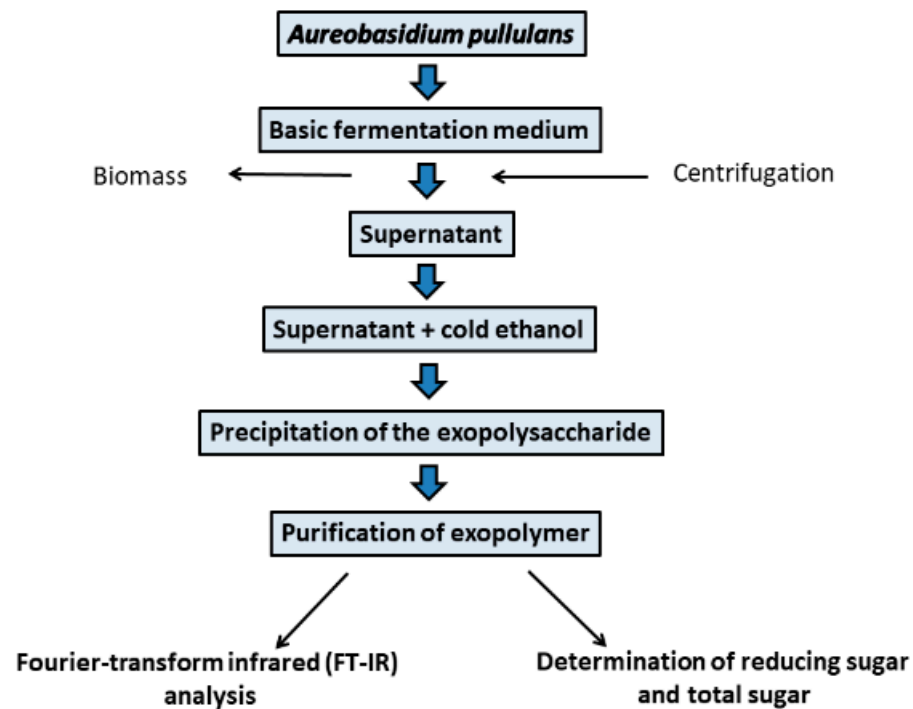 Aureobasidium pullulans
Basic fermentation medium
Biomass
Centrifugation
Supernatant
Supernatant + cold ethanol
Precipitation of the exopolysaccharide
Purification of exopolymer
Fourier-transform infrared (FT-IR)
analysis
Determination of reducing sugar
and total sugar